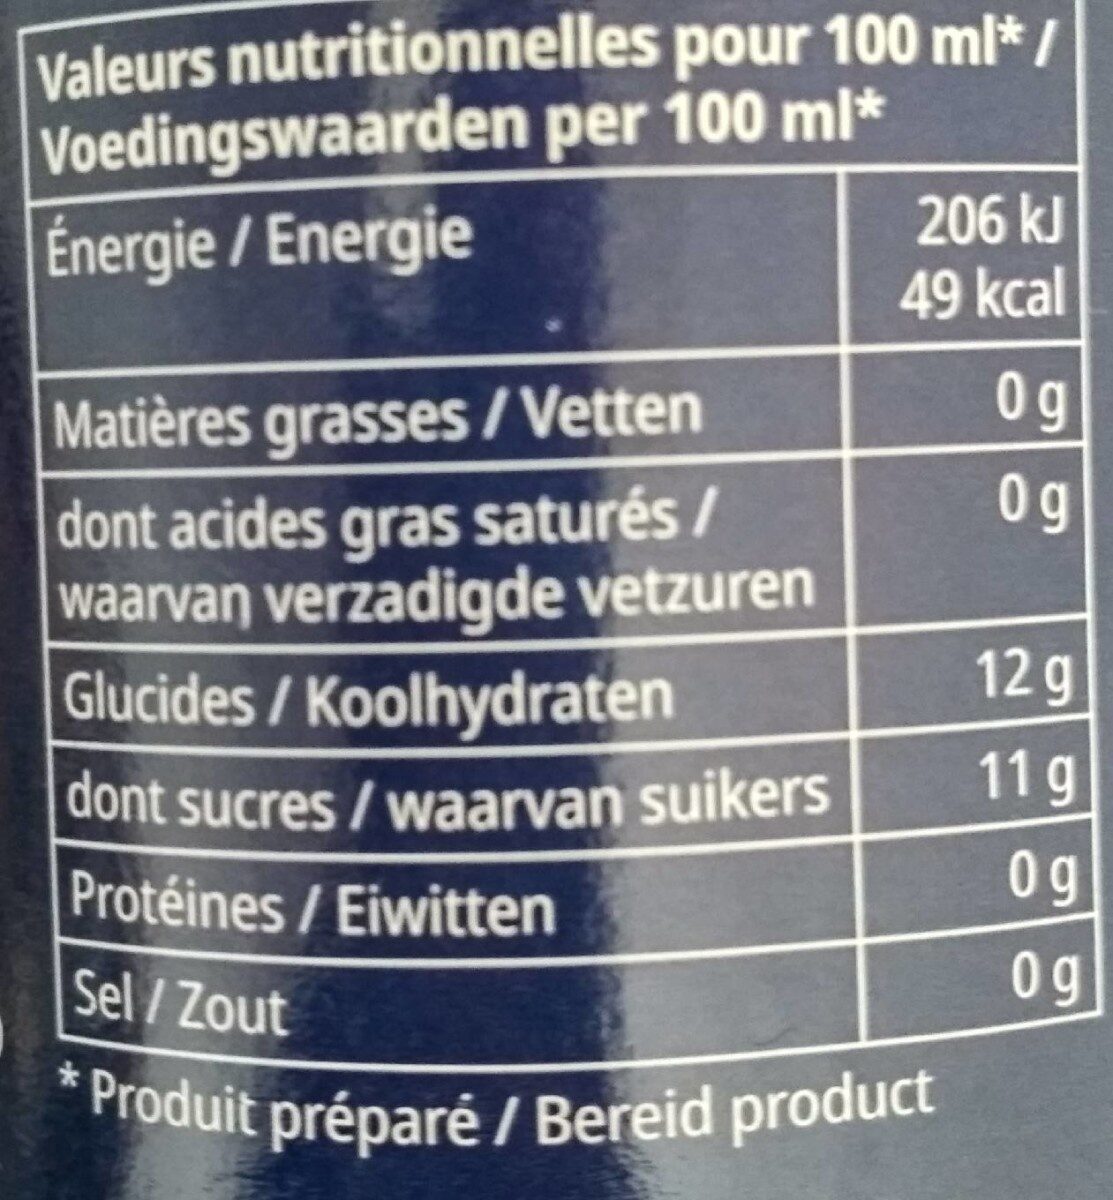 Valeurs nutritionnelles pour 100 ml* /
Voedingswaarden per 100 ml*
Énergie / Energie 206 kJ
49 kcal
Matières grasses / Vetten 0 g
dont acides gras saturés / 0 g
waarvan verzadigde vetzuren
Glucides / Koolhydraten 12 g
dont sucres / waarvan suikers 11 g
Protéines / Eiwitten 0 g
Sel / Zout 0 g
* Produit préparé / Bereid product